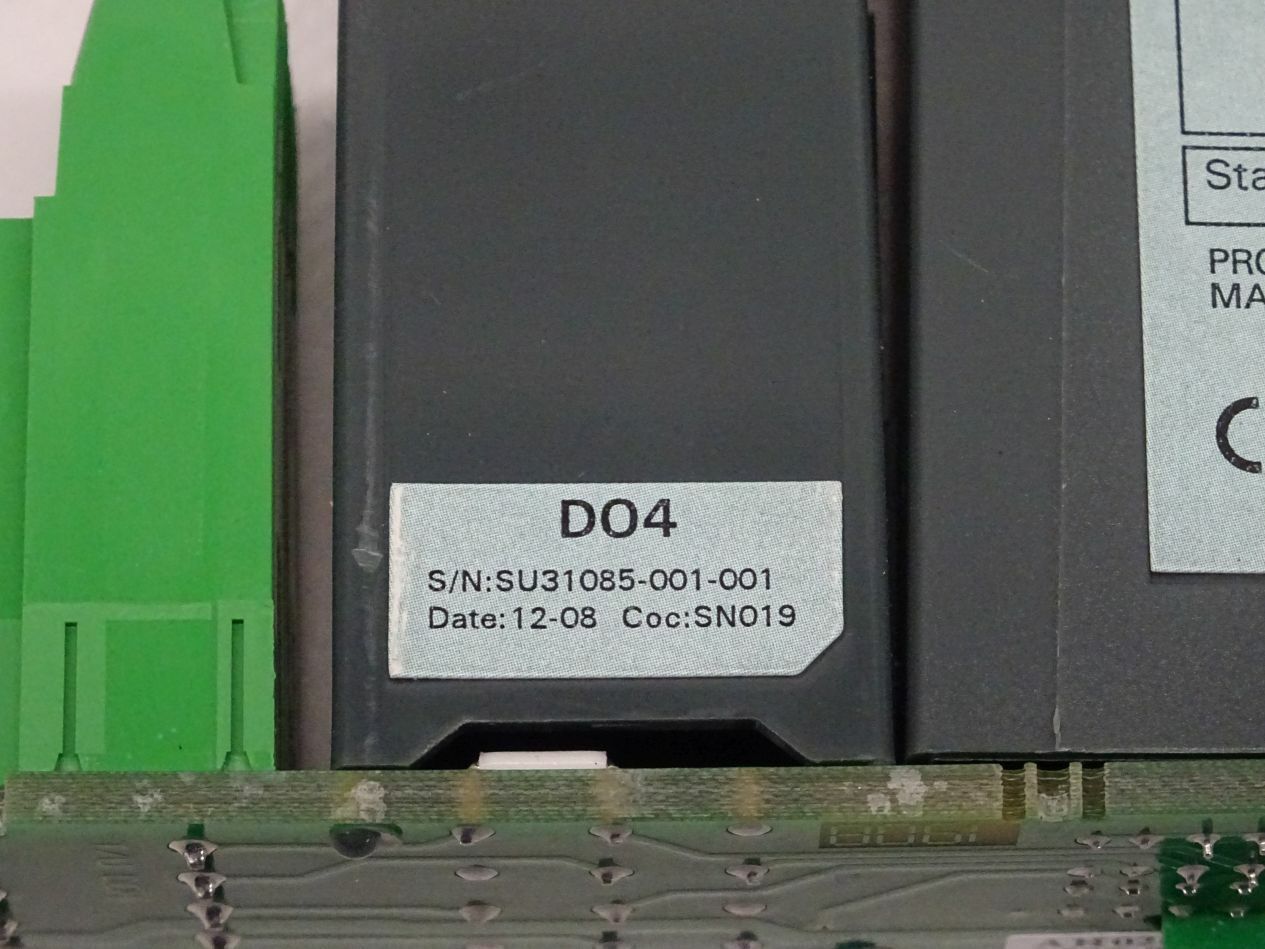 DO4
S/N:SU31085-001-001
Date:12-08 Coc:SN019
Sta
PRO
MA
C